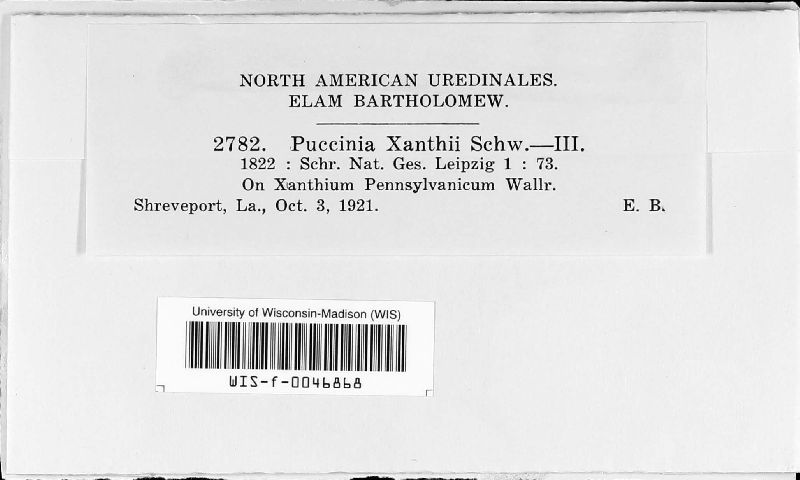 NORTH AMERICAN UREDINALES.
ELAM BARTHOLOMEW.
2782. Puccinia Xanthii Schw.—III.
1822 : Schr. Nat. Ges. Leipzig 1 : 73.
On Xanthium Pennsylvanicum Wallr.
Shreveport, La., Oct. 3, 1921. E. B.
University of Wisconsin-Madison (WIS)
WIS-f-0046868